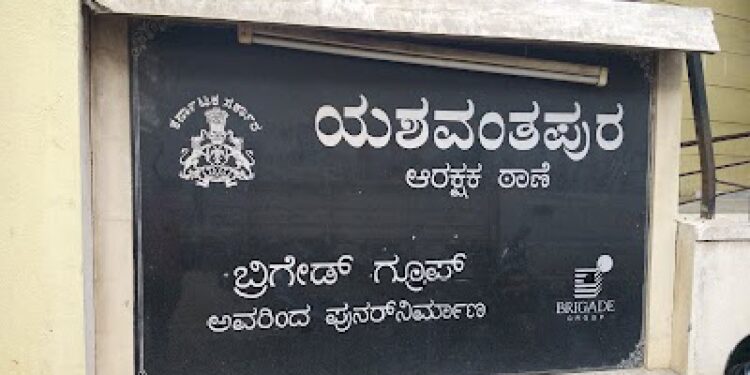 ಕರ್ನಾಟಕ ಸರ್ಕಾರ
ಯಶವಂತಪುರ
ಆರಕ್ಷಕ ಠಾಣೆ
ಬ್ರಿಗೇಡ್ ಗ್ರೂಪ್
ಅವರಿಂದ ಪುನರ್‌ನಿರ್ಮಾಣ
BRIGADE
GROUP